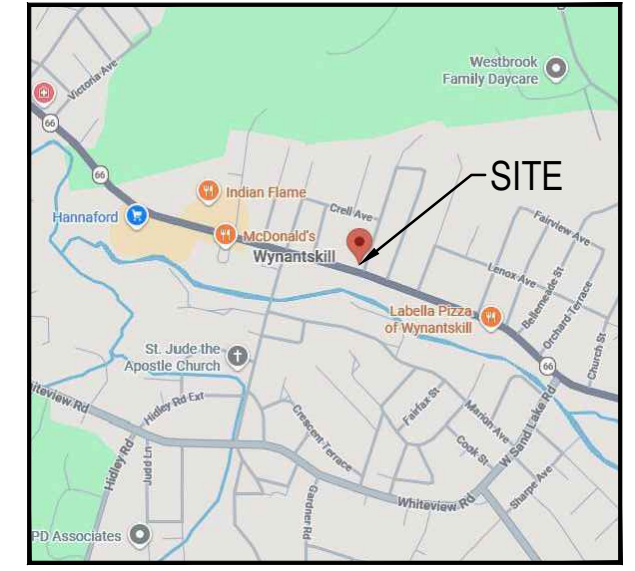 Westbrook
Family Daycare
Victoria Ave
66
66
Indian Flame
SITE
Hannaford
Crell Ave
McDonald's
Wynantskill
Fairview Ave
Lenox Ave
Bellemeade St
Orchard Terrace
Labella Pizza
of Wynantskill
Church St
St. Jude the
Apostle Church
66
Whiteview Rd
Hidley Rd Ext
Hidley Rd
Judd Ln
Crescent Terrace
Fairfax St
Marion Ave
Cook St
W Sand Lake Rd
Sharpe Ave
Gardner Rd
Whiteview Rd
PD Associates